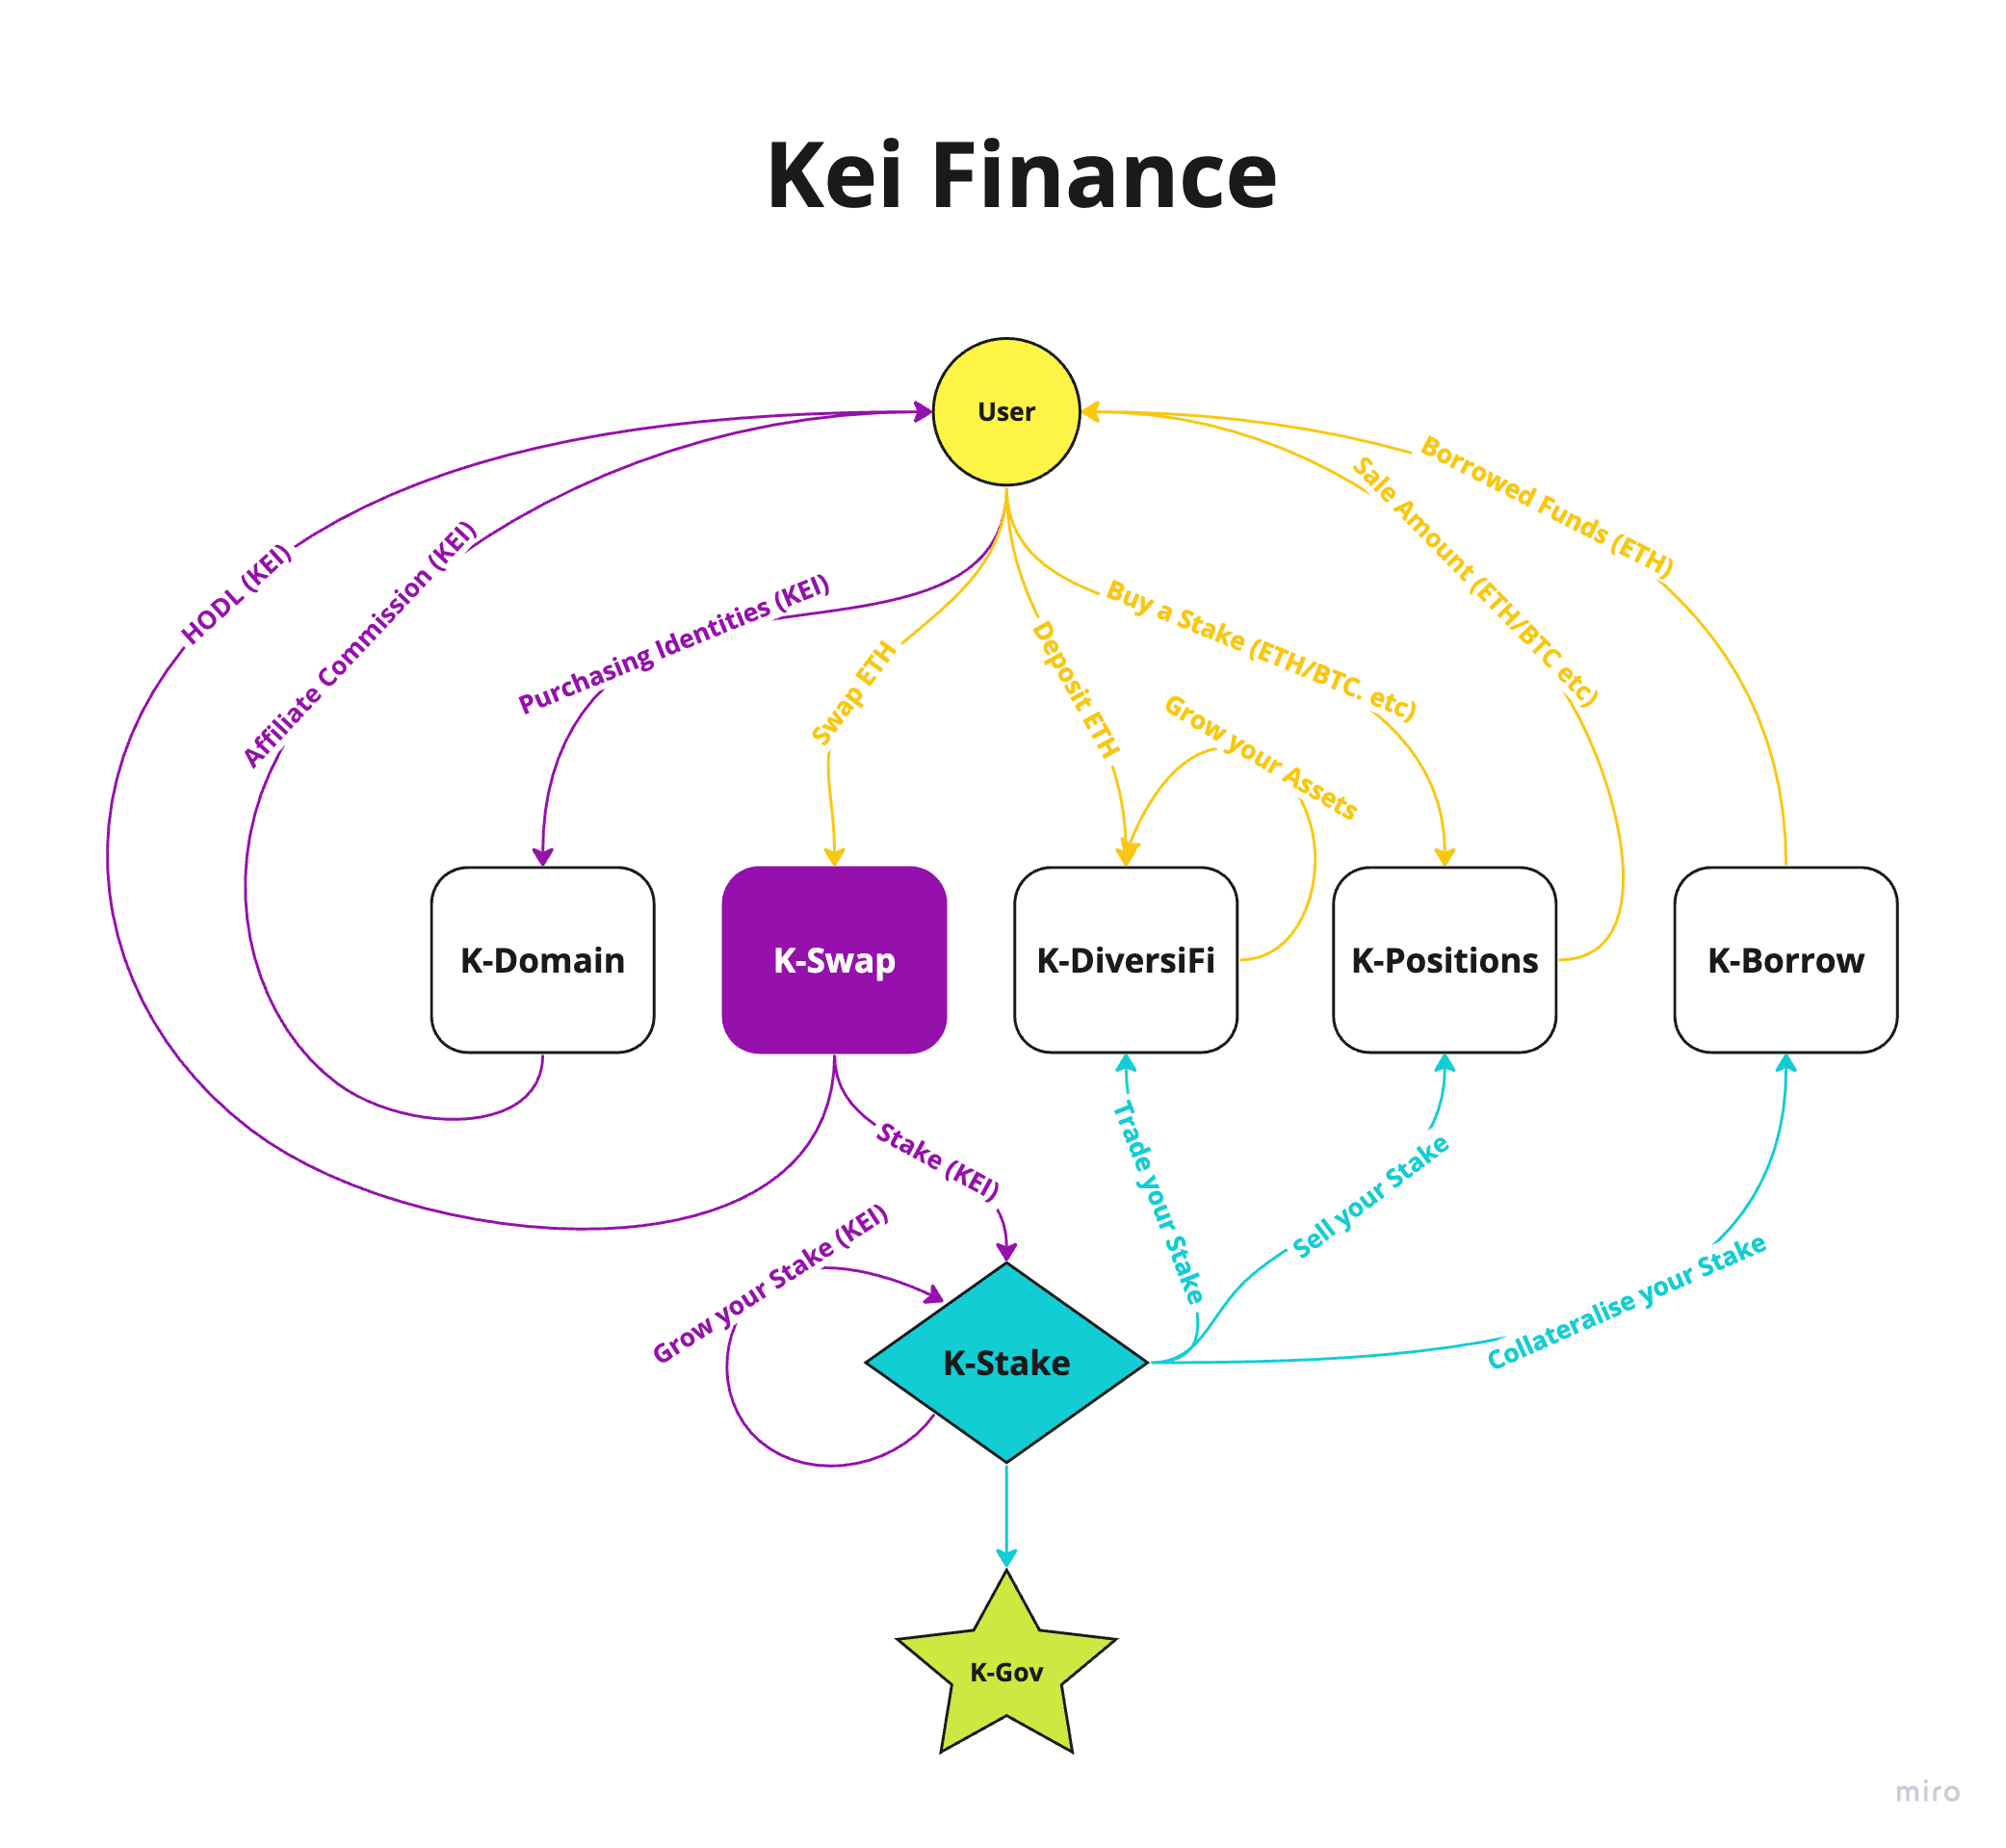 Kei Finance
User
Borrowed Funds (ETH)
Sale Amount (ETH/BTC etc)
HODL (KEI)
Affiliate Commission (KEI)
Purchasing Identities (KEI)
Swap ETH
Deposit ETH
Buy a Stake (ETH/BTC. etc)
Grow your Assets
K-Domain
K-Swap
K-DiversiFi
K-Positions
K-Borrow
Stake (KEI)
Trade your Stake
Sell your Stake
Collateralise your Stake
Grow your Stake (KEI)
K-Stake
K-Gov
miro